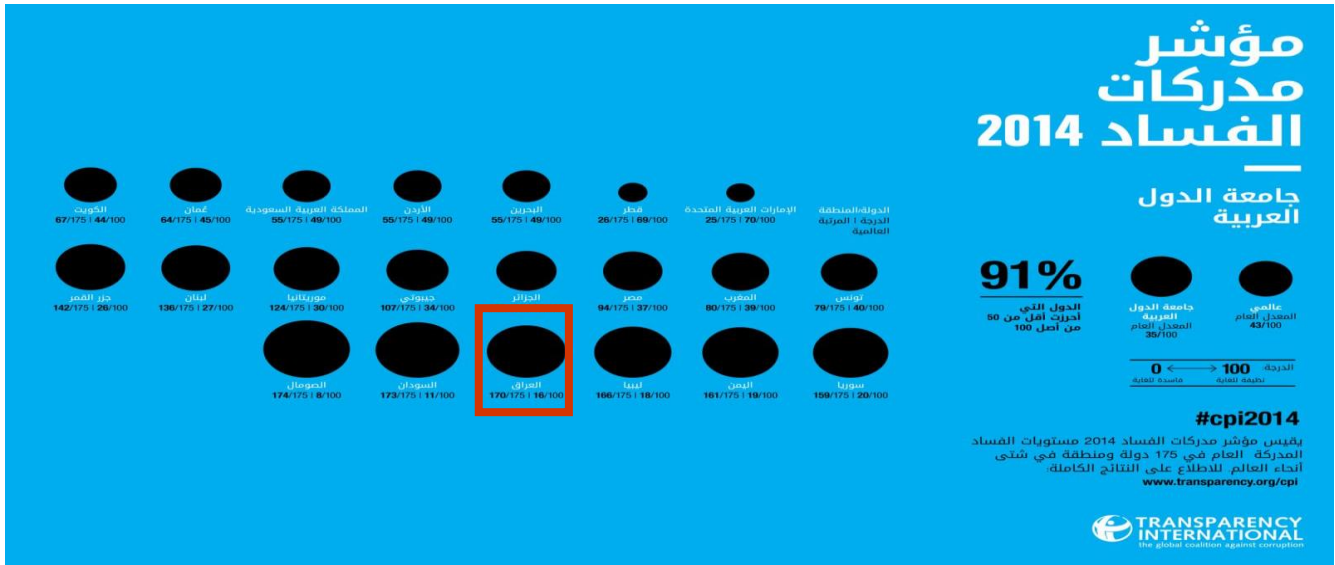 مؤشر
مدركات
الفساد 2014
جامعة الدول
العربية
عالمي
المعدل العام
43/100
جامعة الدول
العربية
المعدل العام
35/100
91%
الدول التي
أحرزت أقل من 50
من أصل 100
الدرجة: 100 ←→ 0
نظيفة للغاية فاسدة للغاية
#cpi2014
يقيس مؤشر مدركات الفساد 2014 مستويات الفساد
المدركة العام في 175 دولة ومنطقة في شتى
أنحاء العالم. للاطلاع على النتائج الكاملة:
www.transparency.org/cpi
TRANSPARENCY
INTERNATIONAL
the global coalition against corruption
الدولة/المنطقة
الدرجة | المرتبة
العالمية
الإمارات العربية المتحدة
25/175 | 70/100
قطر
26/175 | 69/100
البحرين
55/175 | 49/100
الأردن
55/175 | 49/100
المملكة العربية السعودية
55/175 | 49/100
عُمان
64/175 | 45/100
الكويت
67/175 | 44/100
تونس
79/175 | 40/100
المغرب
80/175 | 39/100
مصر
94/175 | 37/100
الجزائر
جيبوتي
107/175 | 34/100
موريتانيا
124/175 | 30/100
لبنان
136/175 | 27/100
جزر القمر
142/175 | 26/100
سوريا
159/175 | 20/100
اليمن
161/175 | 19/100
ليبيا
166/175 | 18/100
العراق
170/175 | 16/100
السودان
173/175 | 11/100
الصومال
174/175 | 8/100